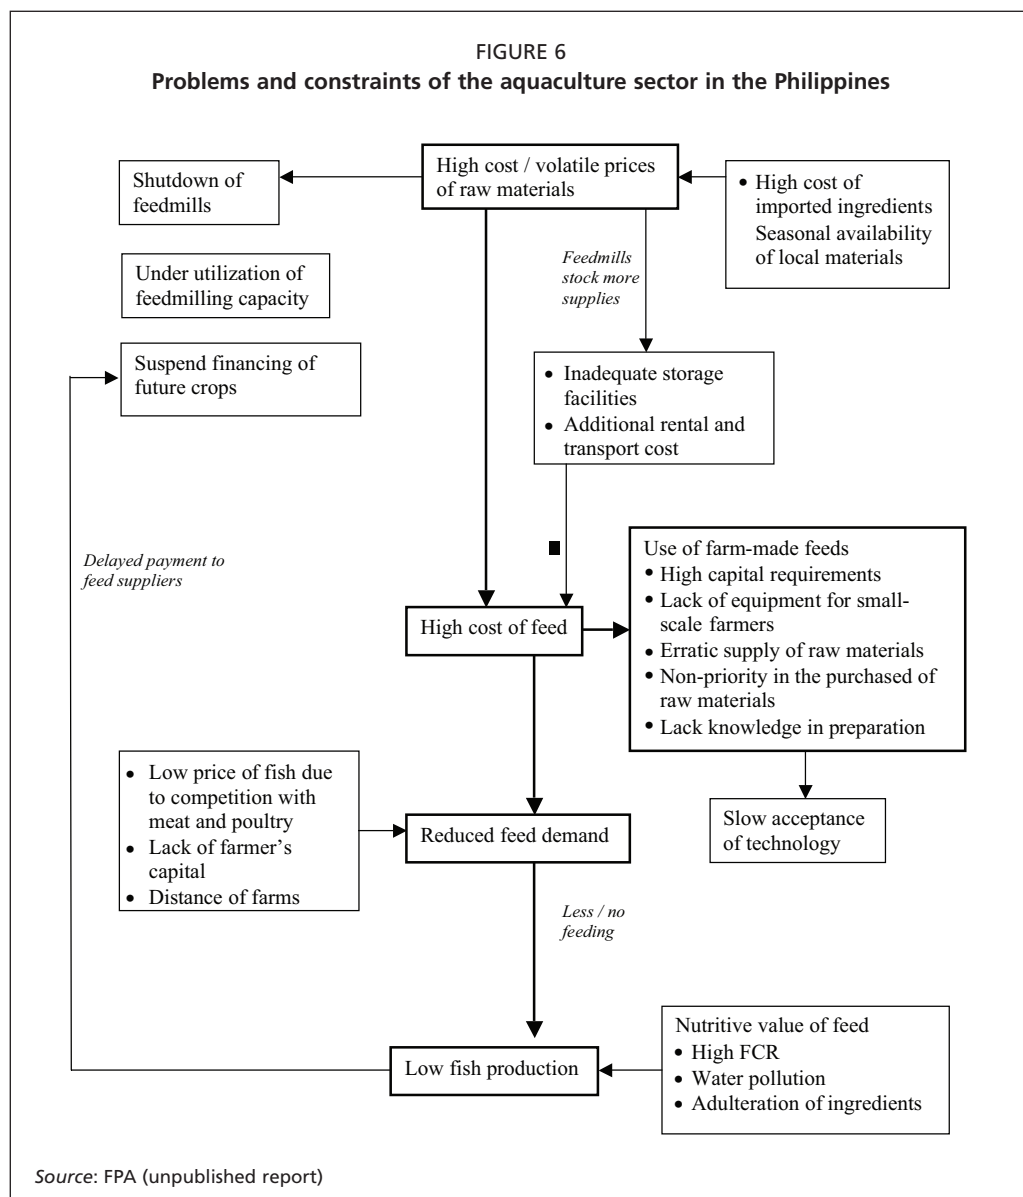 FIGURE 6
Problems and constraints of the aquaculture sector in the Philippines
Shutdown of
feedmills
High cost / volatile prices
of raw materials
• High cost of
imported ingredients
Seasonal availability
of local materials
Under utilization of
feedmilling capacity
Feedmills
stock more
supplies
Suspend financing of
future crops
• Inadequate storage
facilities
• Additional rental and
transport cost
Delayed payment to
feed suppliers
Use of farm-made feeds
• High capital requirements
• Lack of equipment for small-
scale farmers
• Erratic supply of raw materials
• Non-priority in the purchased of
raw materials
• Lack knowledge in preparation
High cost of feed
• Low price of fish due
to competition with
meat and poultry
• Lack of farmer's
capital
• Distance of farms
Reduced feed demand
Slow acceptance
of technology
Less / no
feeding
Nutritive value of feed
• High FCR
• Water pollution
• Adulteration of ingredients
Low fish production
Source: FPA (unpublished report)